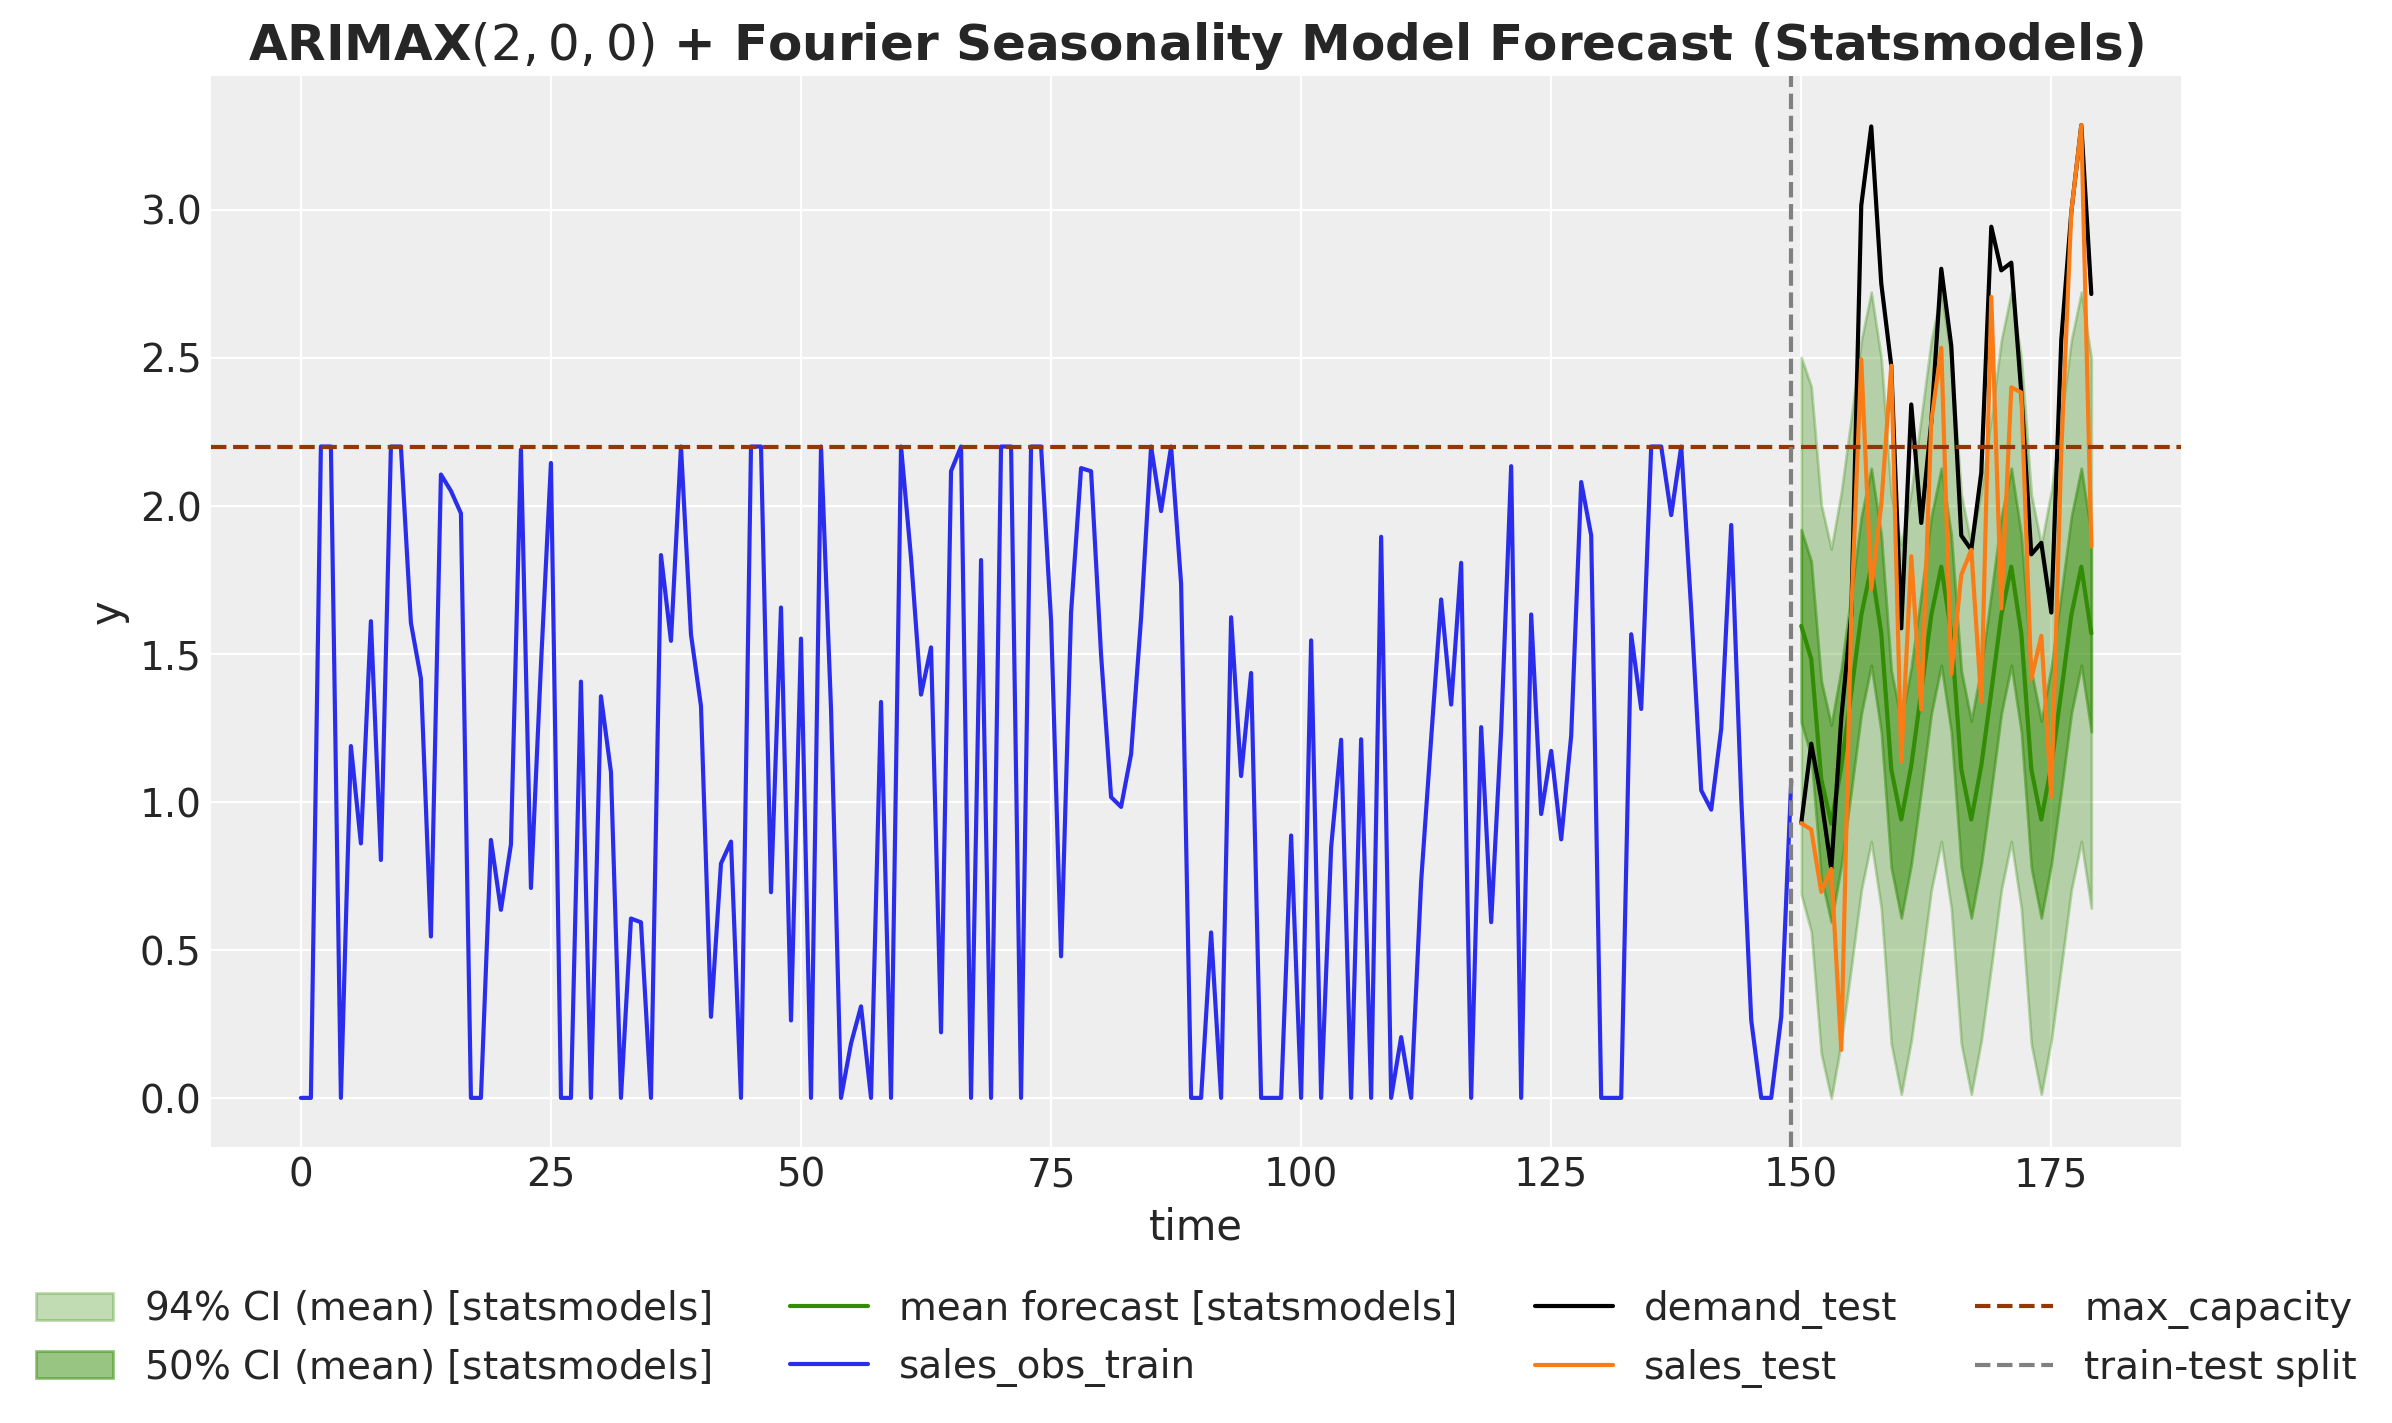 ARIMAX(2, 0, 0) + Fourier Seasonality Model Forecast (Statsmodels)
3.0
2.5
2.0
1.5
1.0
0.5
0.0
y
0 25 50 75 100 125 150 175
time
94% CI (mean) [statsmodels] mean forecast [statsmodels] demand_test max_capacity
50% CI (mean) [statsmodels] sales_obs_train sales_test train-test split